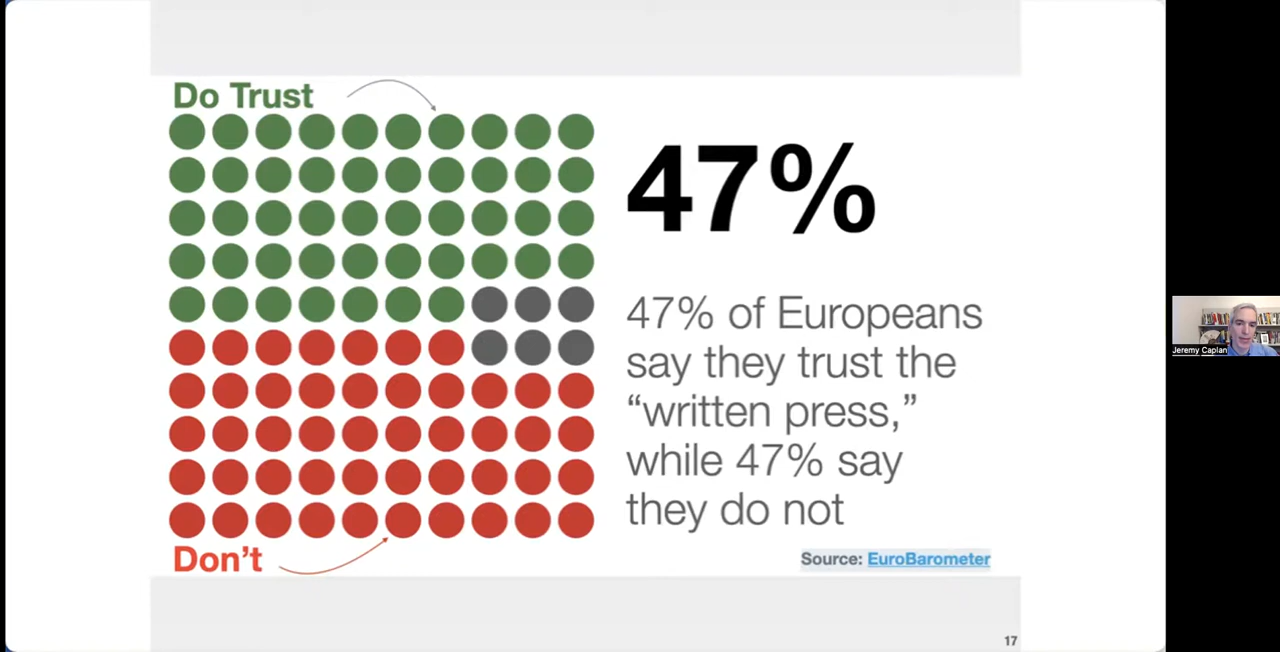 Do Trust
47%
47% of Europeans
say they trust the
“written press,”
while 47% say
they do not
Don’t
Source: EuroBarometer
17
Jeremy Caplan